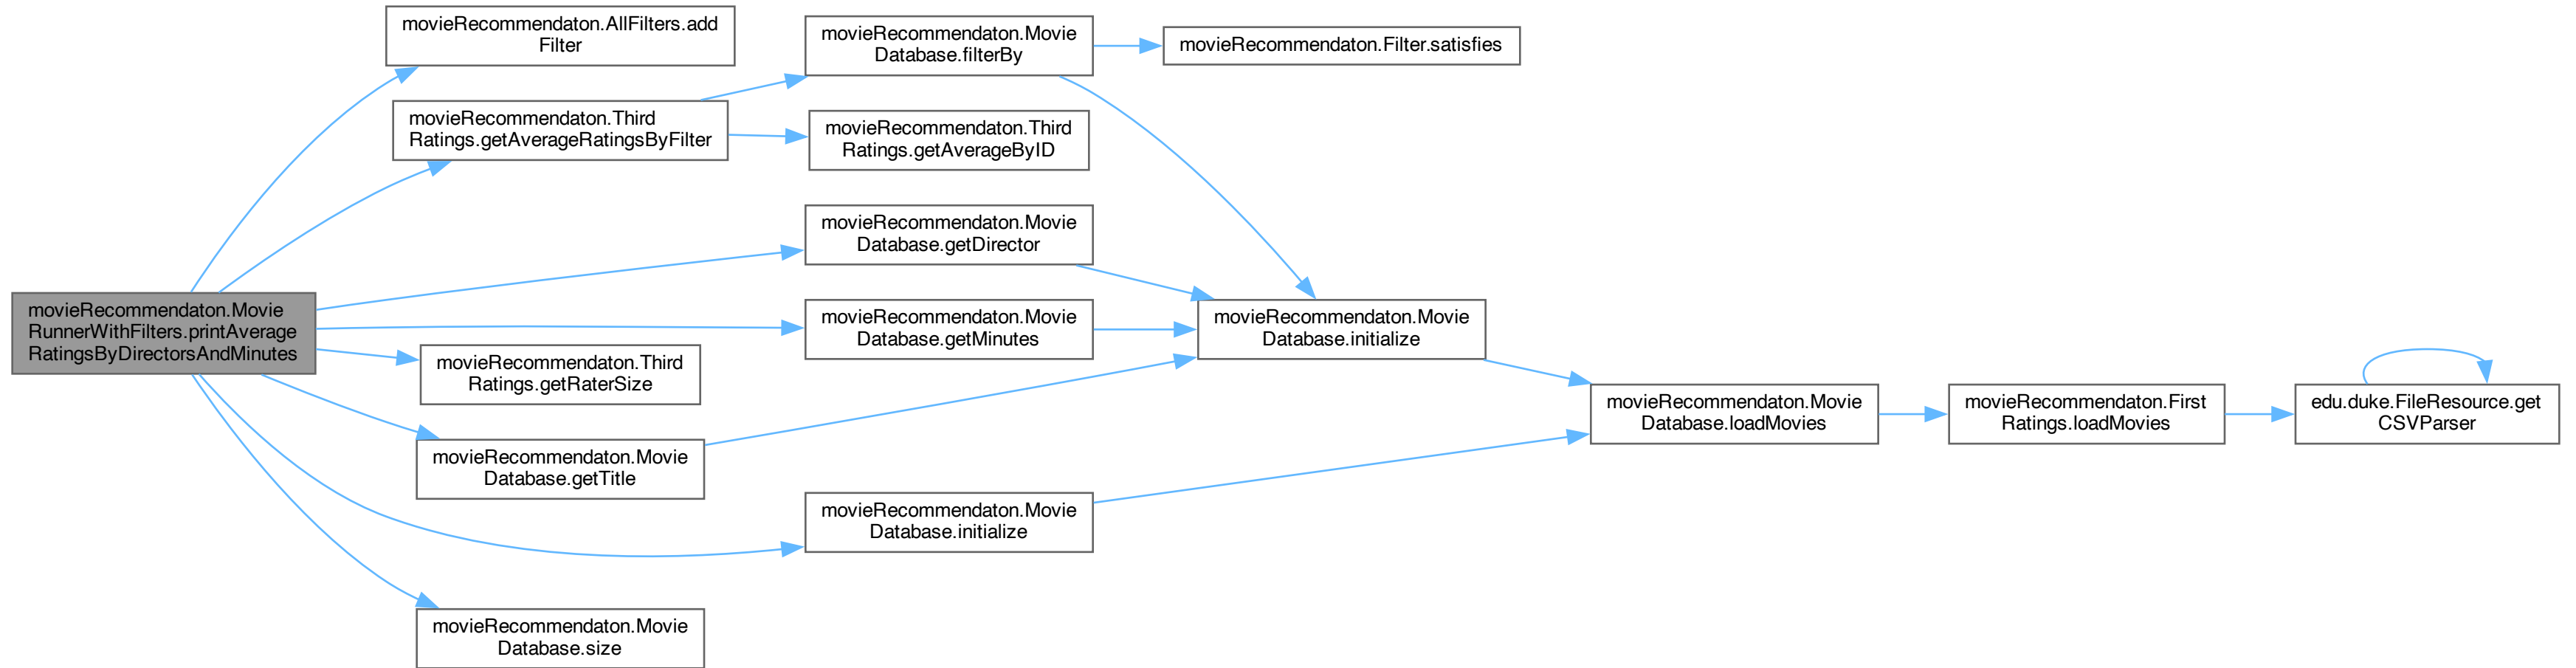 movieRecommendaton.Movie
RunnerWithFilters.printAverage
RatingsByDirectorsAndMinutes
movieRecommendaton.AllFilters.add
Filter
movieRecommendaton.Third
Ratings.getAverageRatingsByFilter
movieRecommendaton.Movie
Database.filterBy
movieRecommendaton.Filter.satisfies
movieRecommendaton.Third
Ratings.getAverageByID
movieRecommendaton.Movie
Database.getDirector
movieRecommendaton.Movie
Database.getMinutes
movieRecommendaton.Movie
Database.initialize
movieRecommendaton.Third
Ratings.getRaterSize
movieRecommendaton.Movie
Database.getTitle
movieRecommendaton.Movie
Database.loadMovies
movieRecommendaton.First
Ratings.loadMovies
edu.duke.FileResource.get
CSVParser
movieRecommendaton.Movie
Database.initialize
movieRecommendaton.Movie
Database.size